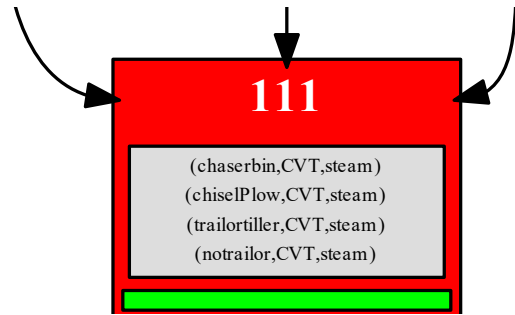 111
(chaserbin,CVT,steam)
(chiselPlow,CVT,steam)
(trailortiller,CVT,steam)
(notrailor,CVT,steam)